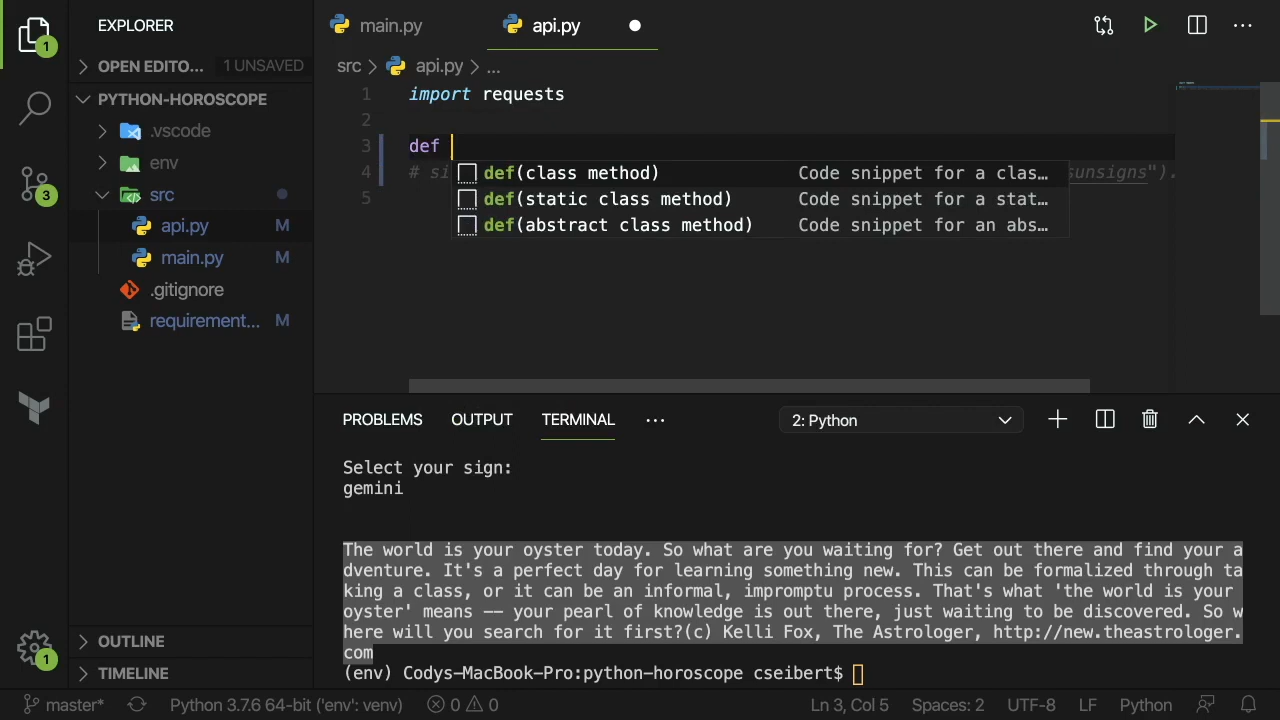 EXPLORER
main.py
api.py
1
OPEN EDITO... 1 UNSAVED
src > api.py > ...
PYTHON-HOROSCOPE
.vscode
env
src
api.py M
main.py M
.gitignore
requirement... M
3
1
1 import requests
2
3 def
4 # si sunsigns").
5
def(class method) Code snippet for a clas...
def(static class method) Code snippet for a stat...
def(abstract class method) Code snippet for an abs...
PROBLEMS OUTPUT TERMINAL ... 2: Python
Select your sign:
gemini
The world is your oyster today. So what are you waiting for? Get out there and find your a
dventure. It's a perfect day for learning something new. This can be formalized through ta
king a class, or it can be an informal, impromptu process. That's what 'the world is your
oyster' means -- your pearl of knowledge is out there, just waiting to be discovered. So w
here will you search for it first?(c) Kelli Fox, The Astrologer, http://new.theastrologer.
com
(env) Codys-MacBook-Pro:python-horoscope cseibert$
OUTLINE
TIMELINE
master* Python 3.7.6 64-bit ('env': venv) 0 0 Ln 3, Col 5 Spaces: 2 UTF-8 LF Python